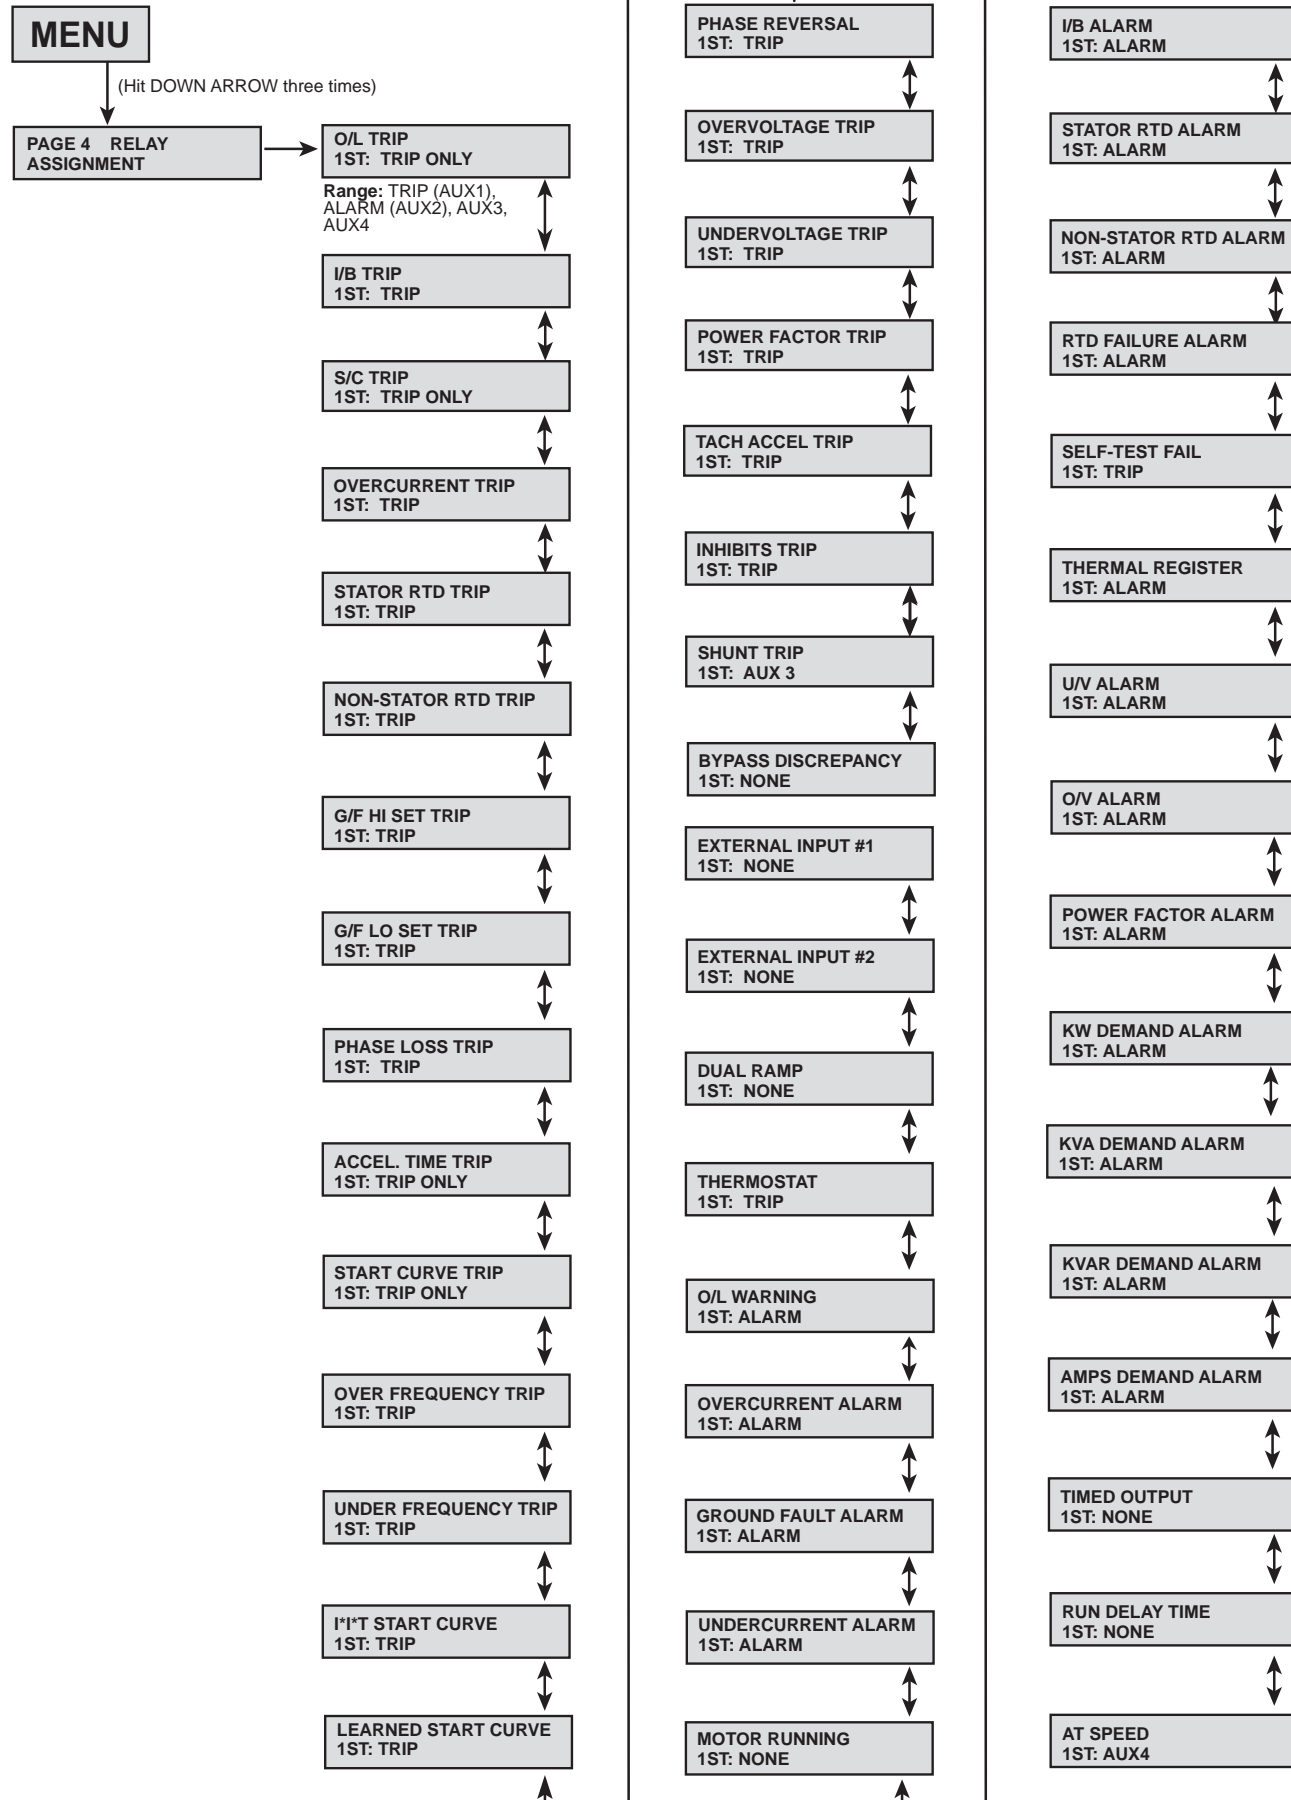 MENU
(Hit DOWN ARROW three times)
PAGE 4 RELAY
ASSIGNMENT
O/L TRIP
1ST: TRIP ONLY
Range: TRIP (AUX1),
ALARM (AUX2), AUX3,
AUX4
I/B TRIP
1ST: TRIP
S/C TRIP
1ST: TRIP ONLY
OVERCURRENT TRIP
1ST: TRIP
STATOR RTD TRIP
1ST: TRIP
NON-STATOR RTD TRIP
1ST: TRIP
G/F HI SET TRIP
1ST: TRIP
G/F LO SET TRIP
1ST: TRIP
PHASE LOSS TRIP
1ST: TRIP
ACCEL. TIME TRIP
1ST: TRIP ONLY
START CURVE TRIP
1ST: TRIP ONLY
OVER FREQUENCY TRIP
1ST: TRIP
UNDER FREQUENCY TRIP
1ST: TRIP
I*I*T START CURVE
1ST: TRIP
LEARNED START CURVE
1ST: TRIP
PHASE REVERSAL
1ST: TRIP
OVERVOLTAGE TRIP
1ST: TRIP
UNDERVOLTAGE TRIP
1ST: TRIP
POWER FACTOR TRIP
1ST: TRIP
TACH ACCEL TRIP
1ST: TRIP
INHIBITS TRIP
1ST: TRIP
SHUNT TRIP
1ST: AUX 3
BYPASS DISCREPANCY
1ST: NONE
EXTERNAL INPUT #1
1ST: NONE
EXTERNAL INPUT #2
1ST: NONE
DUAL RAMP
1ST: NONE
THERMOSTAT
1ST: TRIP
O/L WARNING
1ST: ALARM
OVERCURRENT ALARM
1ST: ALARM
GROUND FAULT ALARM
1ST: ALARM
UNDERCURRENT ALARM
1ST: ALARM
MOTOR RUNNING
1ST: NONE
I/B ALARM
1ST: ALARM
STATOR RTD ALARM
1ST: ALARM
NON-STATOR RTD ALARM
1ST: ALARM
RTD FAILURE ALARM
1ST: ALARM
SELF-TEST FAIL
1ST: TRIP
THERMAL REGISTER
1ST: ALARM
U/V ALARM
1ST: ALARM
O/V ALARM
1ST: ALARM
POWER FACTOR ALARM
1ST: ALARM
KW DEMAND ALARM
1ST: ALARM
KVA DEMAND ALARM
1ST: ALARM
KVAR DEMAND ALARM
1ST: ALARM
AMPS DEMAND ALARM
1ST: ALARM
TIMED OUTPUT
1ST: NONE
RUN DELAY TIME
1ST: NONE
AT SPEED
1ST: AUX4